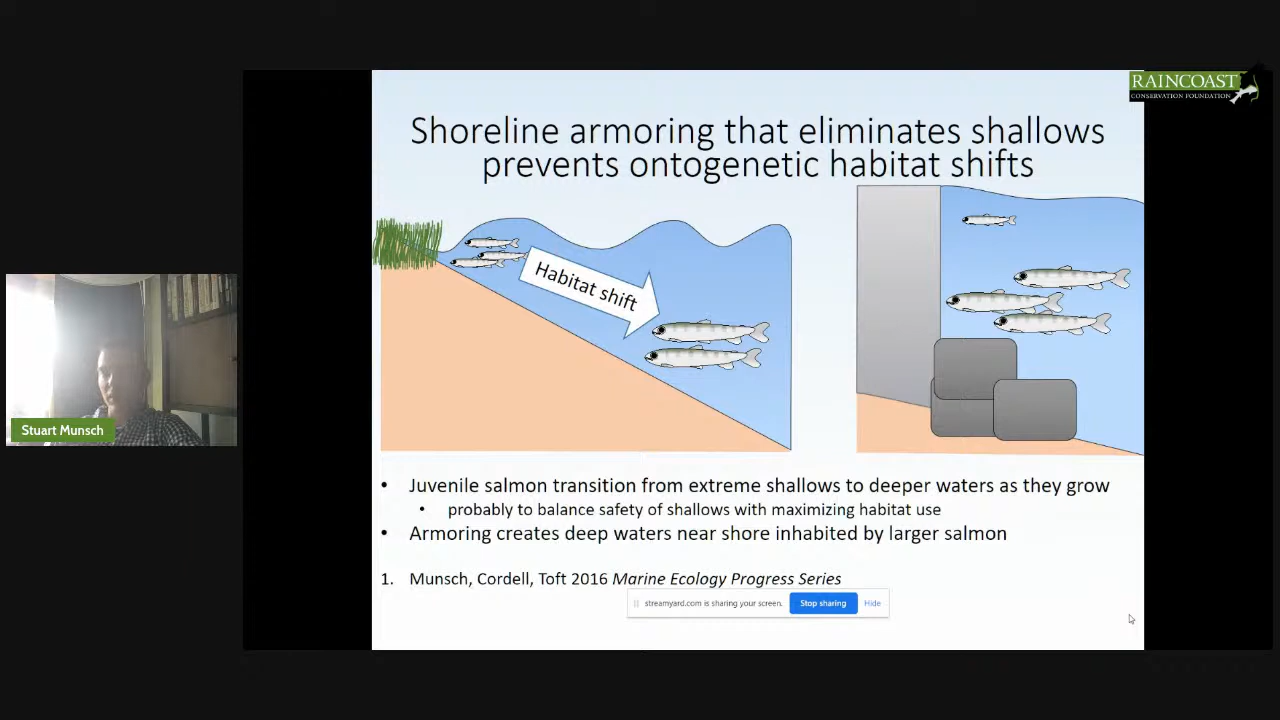 RAINCOAST
CONSERVATION FOUNDATION
Shoreline armoring that eliminates shallows
prevents ontogenetic habitat shifts
Habitat shift
Stuart Munsch
• Juvenile salmon transition from extreme shallows to deeper waters as they grow
• probably to balance safety of shallows with maximizing habitat use
• Armoring creates deep waters near shore inhabited by larger salmon
1. Munsch, Cordell, Toft 2016 Marine Ecology Progress Series
streamyard.com is sharing your screen. Stop sharing Hide